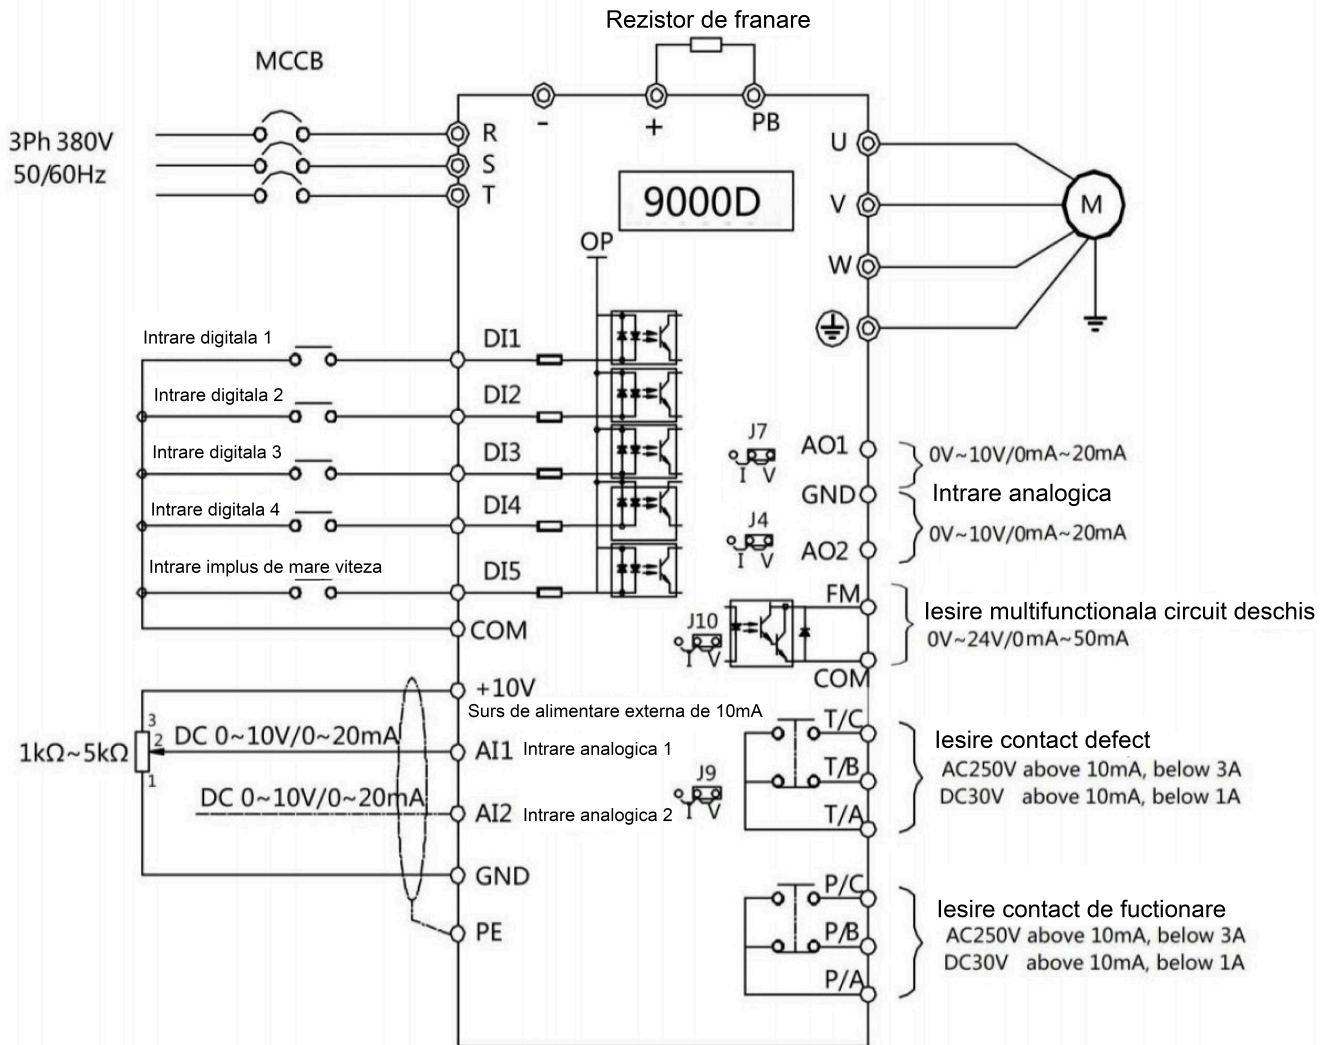 Rezistor de franare
MCCB
3Ph 380V
50/60Hz
R
S
T
-
+
PB
9000D
OP
U
V
W
M
Intrare digitala 1
DI1
Intrare digitala 2
DI2
Intrare digitala 3
DI3
Intrare digitala 4
DI4
Intrare implus de mare viteza
DI5
COM
J7
I V
AO1
0V~10V/0mA~20mA
GND
Intrare analogica
J4
I V
AO2
0V~10V/0mA~20mA
FM
J10
I V
COM
Iesire multifunctionala circuit deschis
0V~24V/0mA~50mA
+10V
Surs de alimentare externa de 10mA
1kΩ~5kΩ
3
2
1
DC 0~10V/0~20mA
AI1
Intrare analogica 1
DC 0~10V/0~20mA
AI2
Intrare analogica 2
J9
I V
GND
PE
T/C
T/B
T/A
Iesire contact defect
AC250V above 10mA, below 3A
DC30V above 10mA, below 1A
P/C
P/B
P/A
Iesire contact de fuctionare
AC250V above 10mA, below 3A
DC30V above 10mA, below 1A